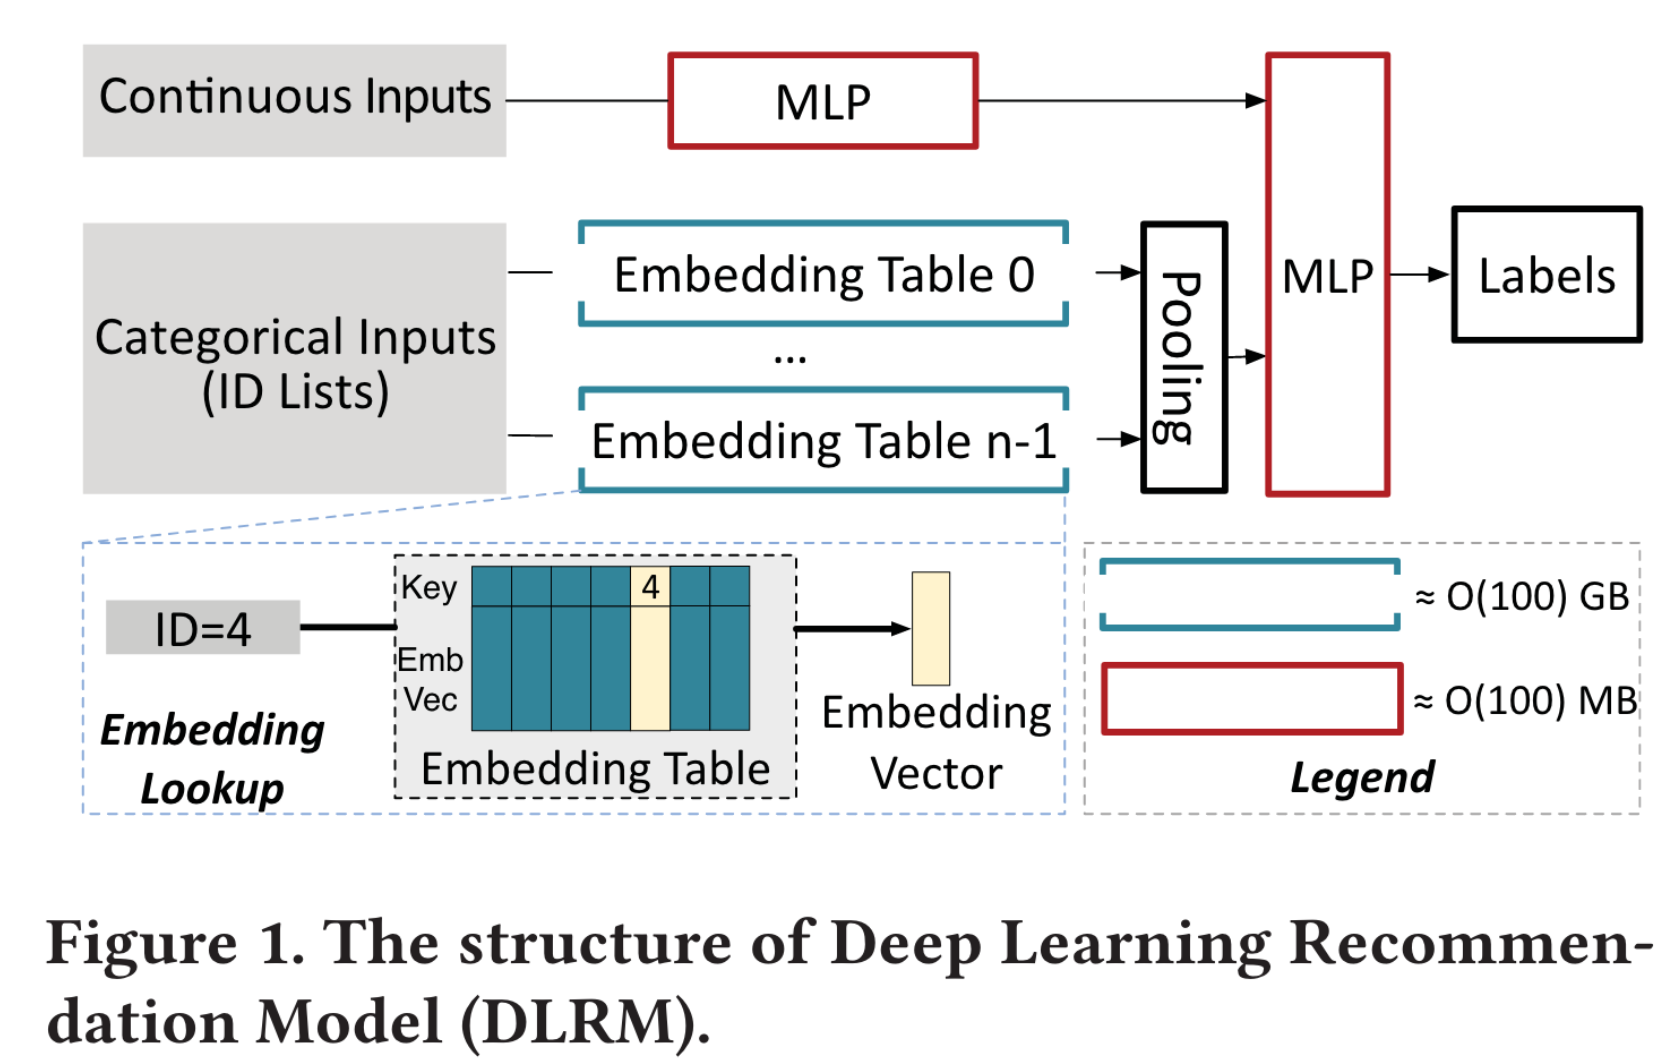 Continuous Inputs
MLP
Categorical Inputs
(ID Lists)
Embedding Table 0
...
Embedding Table n-1
Pooling
MLP
Labels
ID=4
Embedding
Lookup
Key
4
Emb
Vec
Embedding Table
Embedding
Vector
≈ O(100) GB
≈ O(100) MB
Legend
Figure 1. The structure of Deep Learning Recommen-
dation Model (DLRM).